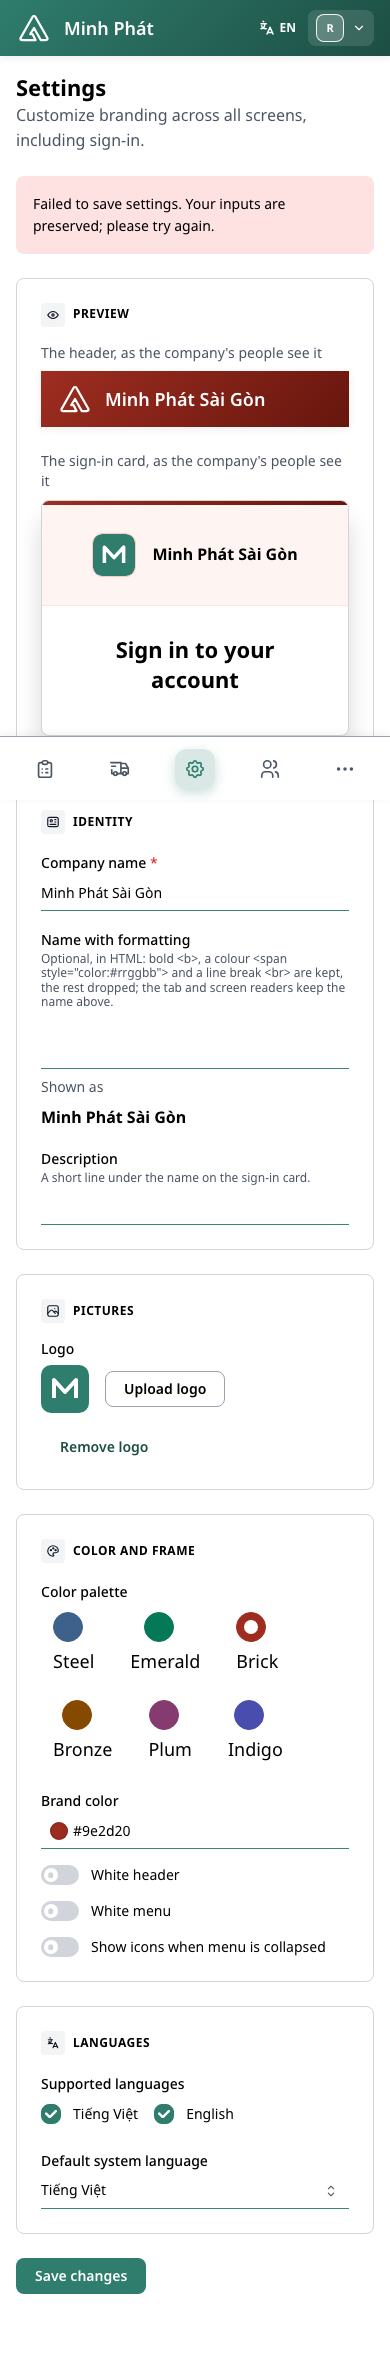 Minh Phát
EN
R
Settings
Customize branding across all screens,
including sign-in.
Failed to save settings. Your inputs are
preserved; please try again.
PREVIEW
The header, as the company's people see it
Minh Phát Sài Gòn
The sign-in card, as the company's people see
it
M
Minh Phát Sài Gòn
Sign in to your
account
IDENTITY
Company name *
Minh Phát Sài Gòn
Name with formatting
Optional, in HTML: bold <b>, a colour <span
style="color:#rrggbb"> and a line break <br> are kept,
the rest dropped; the tab and screen readers keep the
name above.
Shown as
Minh Phát Sài Gòn
Description
A short line under the name on the sign-in card.
PICTURES
Logo
M
Upload logo
Remove logo
COLOR AND FRAME
Color palette
Steel
Emerald
Brick
Bronze
Plum
Indigo
Brand color
#9e2d20
White header
White menu
Show icons when menu is collapsed
LANGUAGES
Supported languages
Tiếng Việt
English
Default system language
Tiếng Việt
Save changes